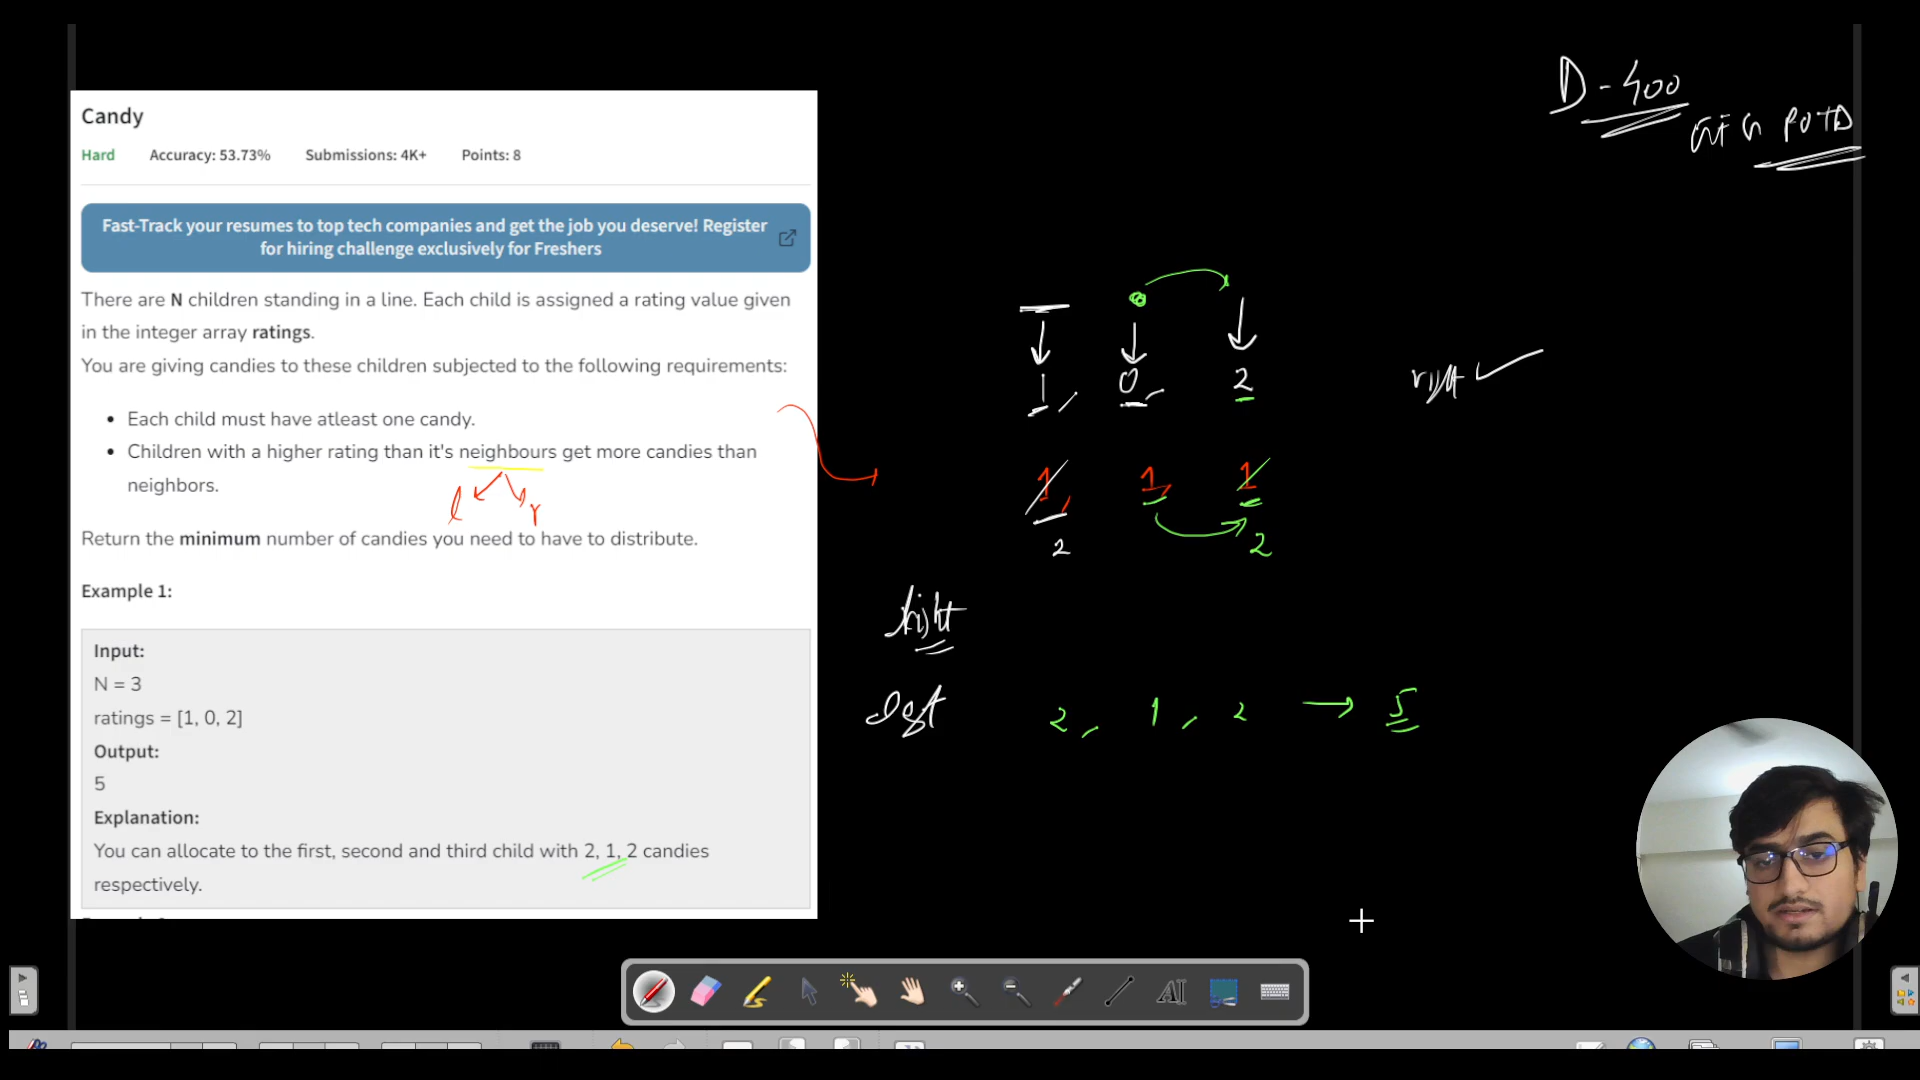 Candy
Hard Accuracy: 53.73% Submissions: 4K+ Points: 8
Fast-Track your resumes to top tech companies and get the job you deserve! Register
for hiring challenge exclusively for Freshers
There are N children standing in a line. Each child is assigned a rating value given
in the integer array ratings.
You are giving candies to these children subjected to the following requirements:
• Each child must have atleast one candy.
• Children with a higher rating than it's neighbours get more candies than
neighbors.
l r
Return the minimum number of candies you need to have to distribute.
Example 1:
Input:
N = 3
ratings = [1, 0, 2]
Output:
5
Explanation:
You can allocate to the first, second and third child with 2, 1, 2 candies
respectively.
D-400
GFG POTD
1, 0, 2
right
1, 1, 1
2 2
right
left 2, 1, 2 → 5
AI